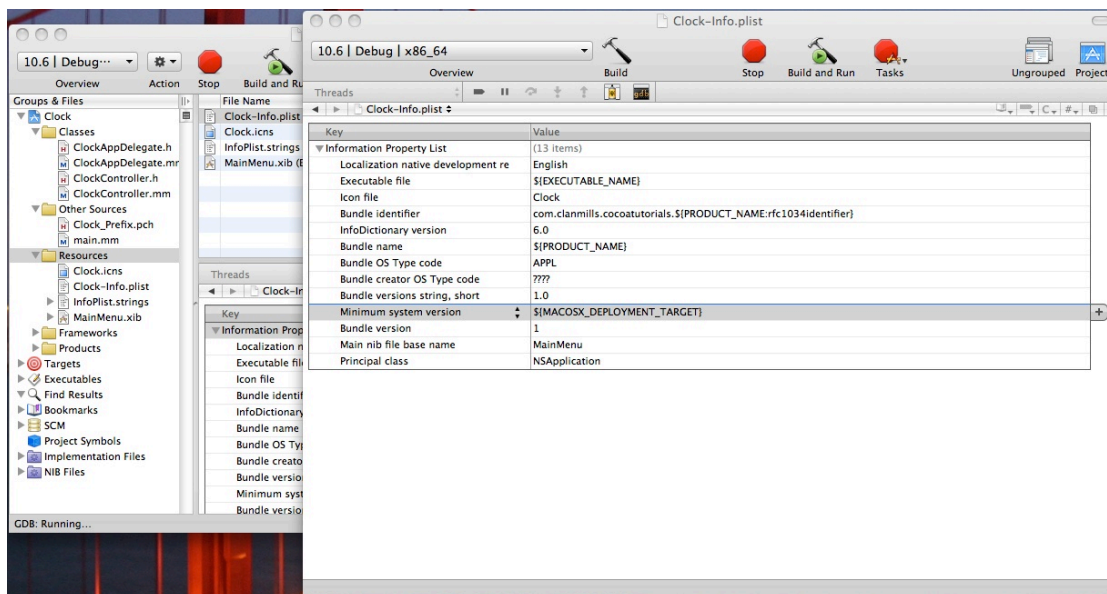 Clock-Info.plist
10.6 | Debug | x86_64
Overview
Build
Stop
Build and Run
Tasks
Ungrouped
Project
Threads
gdb
Clock-Info.plist
C
#
Key Value
Information Property List (13 items)
Localization native development re English
Executable file ${EXECUTABLE_NAME}
Icon file Clock
Bundle identifier com.clanmills.cocoatutorials.${PRODUCT_NAME:rfc1034identifier}
InfoDictionary version 6.0
Bundle name ${PRODUCT_NAME}
Bundle OS Type code APPL
Bundle creator OS Type code ????
Bundle versions string, short 1.0
Minimum system version ${MACOSX_DEPLOYMENT_TARGET}
Bundle version 1
Main nib file base name MainMenu
Principal class NSApplication
10.6 | Debug...
Overview
Action
Stop
Build and Ru
Groups & Files
Clock
Classes
ClockAppDelegate.h
ClockAppDelegate.mr
ClockController.h
ClockController.mm
Other Sources
Clock_Prefix.pch
main.mm
Resources
Clock.icns
Clock-Info.plist
InfoPlist.strings
MainMenu.xib
Frameworks
Products
Targets
Executables
Find Results
Bookmarks
SCM
Project Symbols
Implementation Files
NIB Files
GDB: Running...
File Name
Clock-Info.plist
Clock.icns
InfoPlist.strings
MainMenu.xib (E
Threads
Clock-Ir
Key
Information Prop
Localization n
Executable file
Icon file
Bundle identif
InfoDictionary
Bundle name
Bundle OS Typ
Bundle creato
Bundle versio
Minimum syst
Bundle versio